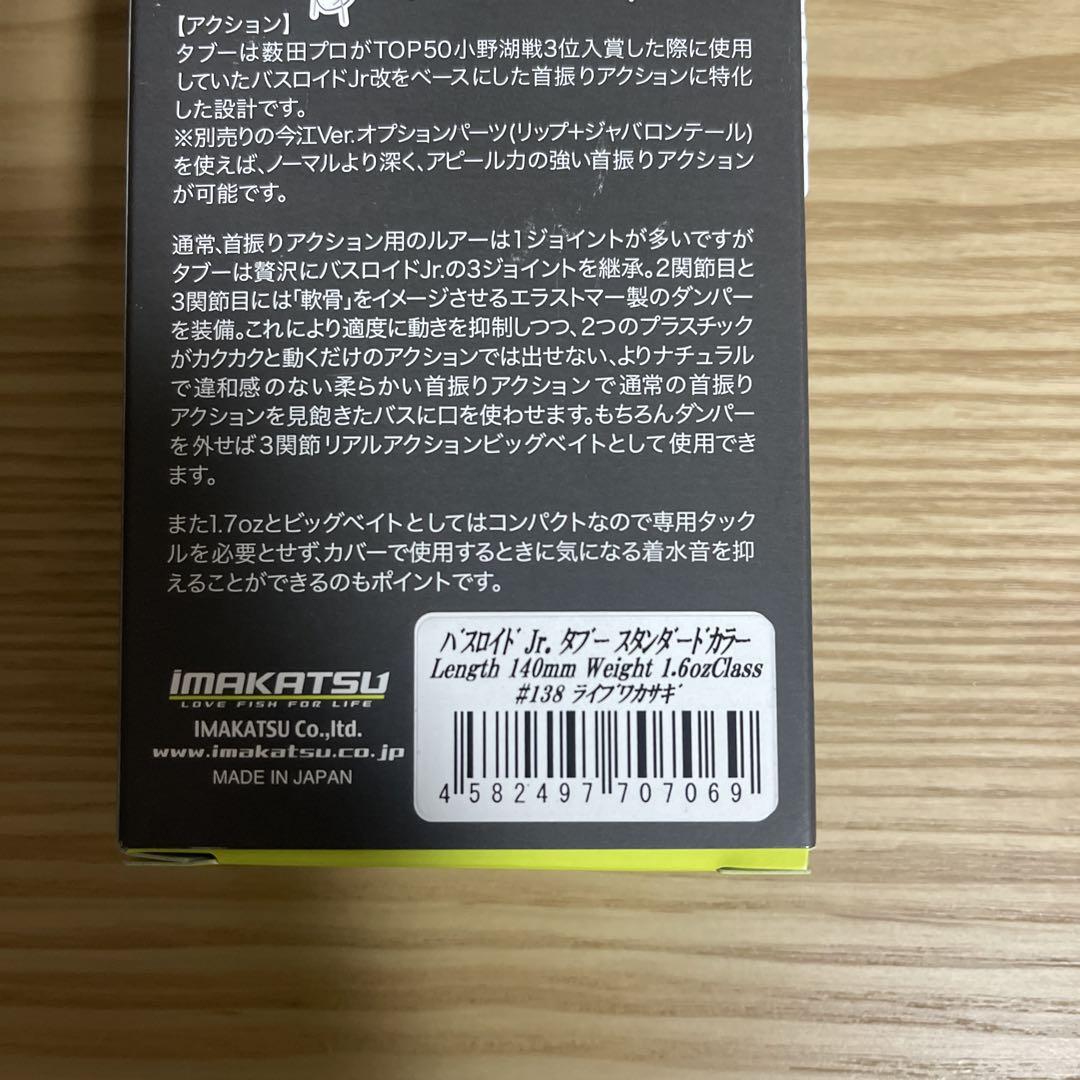 【アクション】
タブーは薮田プロがTOP50小野湖戦3位入賞した際に使用
していたバスロイドJr改をベースにした首振りアクションに特化
した設計です。
※別売りの今江Ver.オプションパーツ(リップ+ジャバロンテール)
を使えば、ノーマルより深く、アピール力の強い首振りアクション
が可能です。
通常、首振りアクション用のルアーは1ジョイントが多いですが
タブーは贅沢にバスロイドJr.の3ジョイントを継承。2関節目と
3関節目には「軟骨」をイメージさせるエラストマー製のダンパー
を装備。これにより適度に動きを抑制しつつ、2つのプラスチック
がカクカクと動くだけのアクションでは出せない、よりナチュラル
で違和感のない柔らかい首振りアクションで通常の首振り
アクションを見飽きたバスに口を使わせます。もちろんダンパー
を外せば3関節リアルアクションビッグベイトとして使用でき
ます。
また1.7ozとビッグベイトとしてはコンパクトなので専用タック
ルを必要とせず、カバーで使用するときに気になる着水音を抑
えることができるのもポイントです。
iMAKATSU
LOVE FISH FOR LIFE
IMAKATSU Co.,ltd.
www.imakatsu.co.jp
MADE IN JAPAN
ﾊﾞｽﾛｲﾄﾞ Jr. ﾀﾌﾞｰ ｽﾀﾝﾀﾞｰﾄﾞｶﾗｰ
Length 140mm Weight 1.6ozClass
#138 ﾗｲﾌﾞﾜｶｻｷﾞ
4 582497 707069